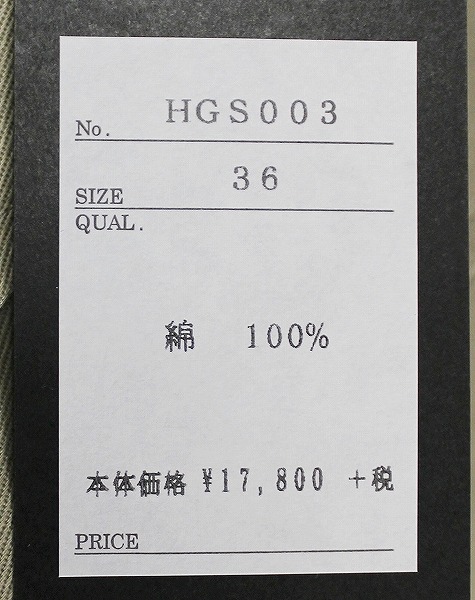 No. HGS003
SIZE 36
QUAL.
綿 100%
本体価格 ¥17,800 +税
PRICE